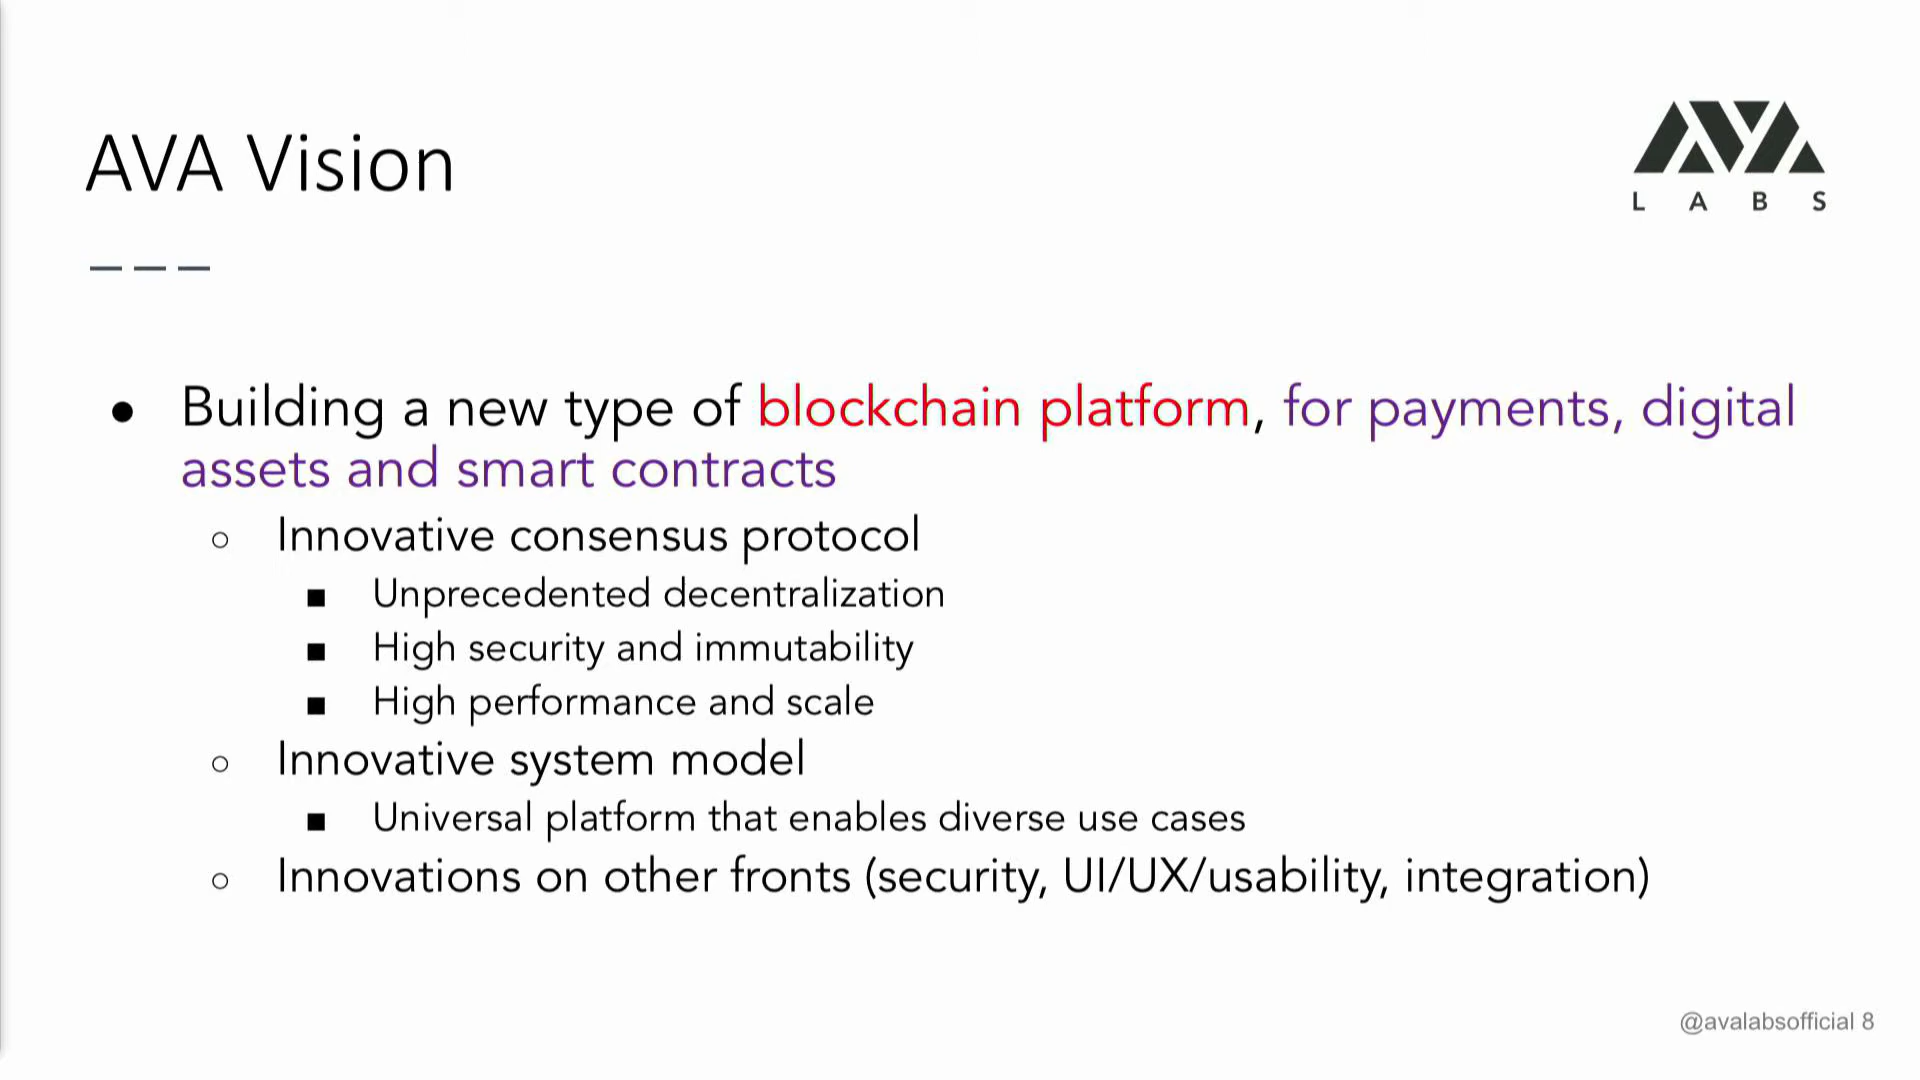 AVA Vision
AVA
LABS
● Building a new type of blockchain platform, for payments, digital
assets and smart contracts
○ Innovative consensus protocol
■ Unprecedented decentralization
■ High security and immutability
■ High performance and scale
○ Innovative system model
■ Universal platform that enables diverse use cases
○ Innovations on other fronts (security, UI/UX/usability, integration)
@avalabsofficial 8